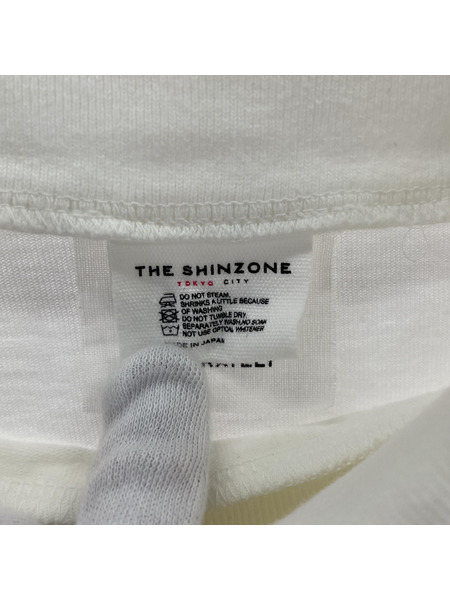 THE SHINZONE
TOKYO CITY
DO NOT STEAM.
SHRINKS A LITTLE BECAUSE
OF WASHING
DO NOT TUMBLE DRY.
SEPARATELY WASH, NO SOAK
NOT USE OPTICAL WHITENER
MADE IN JAPAN